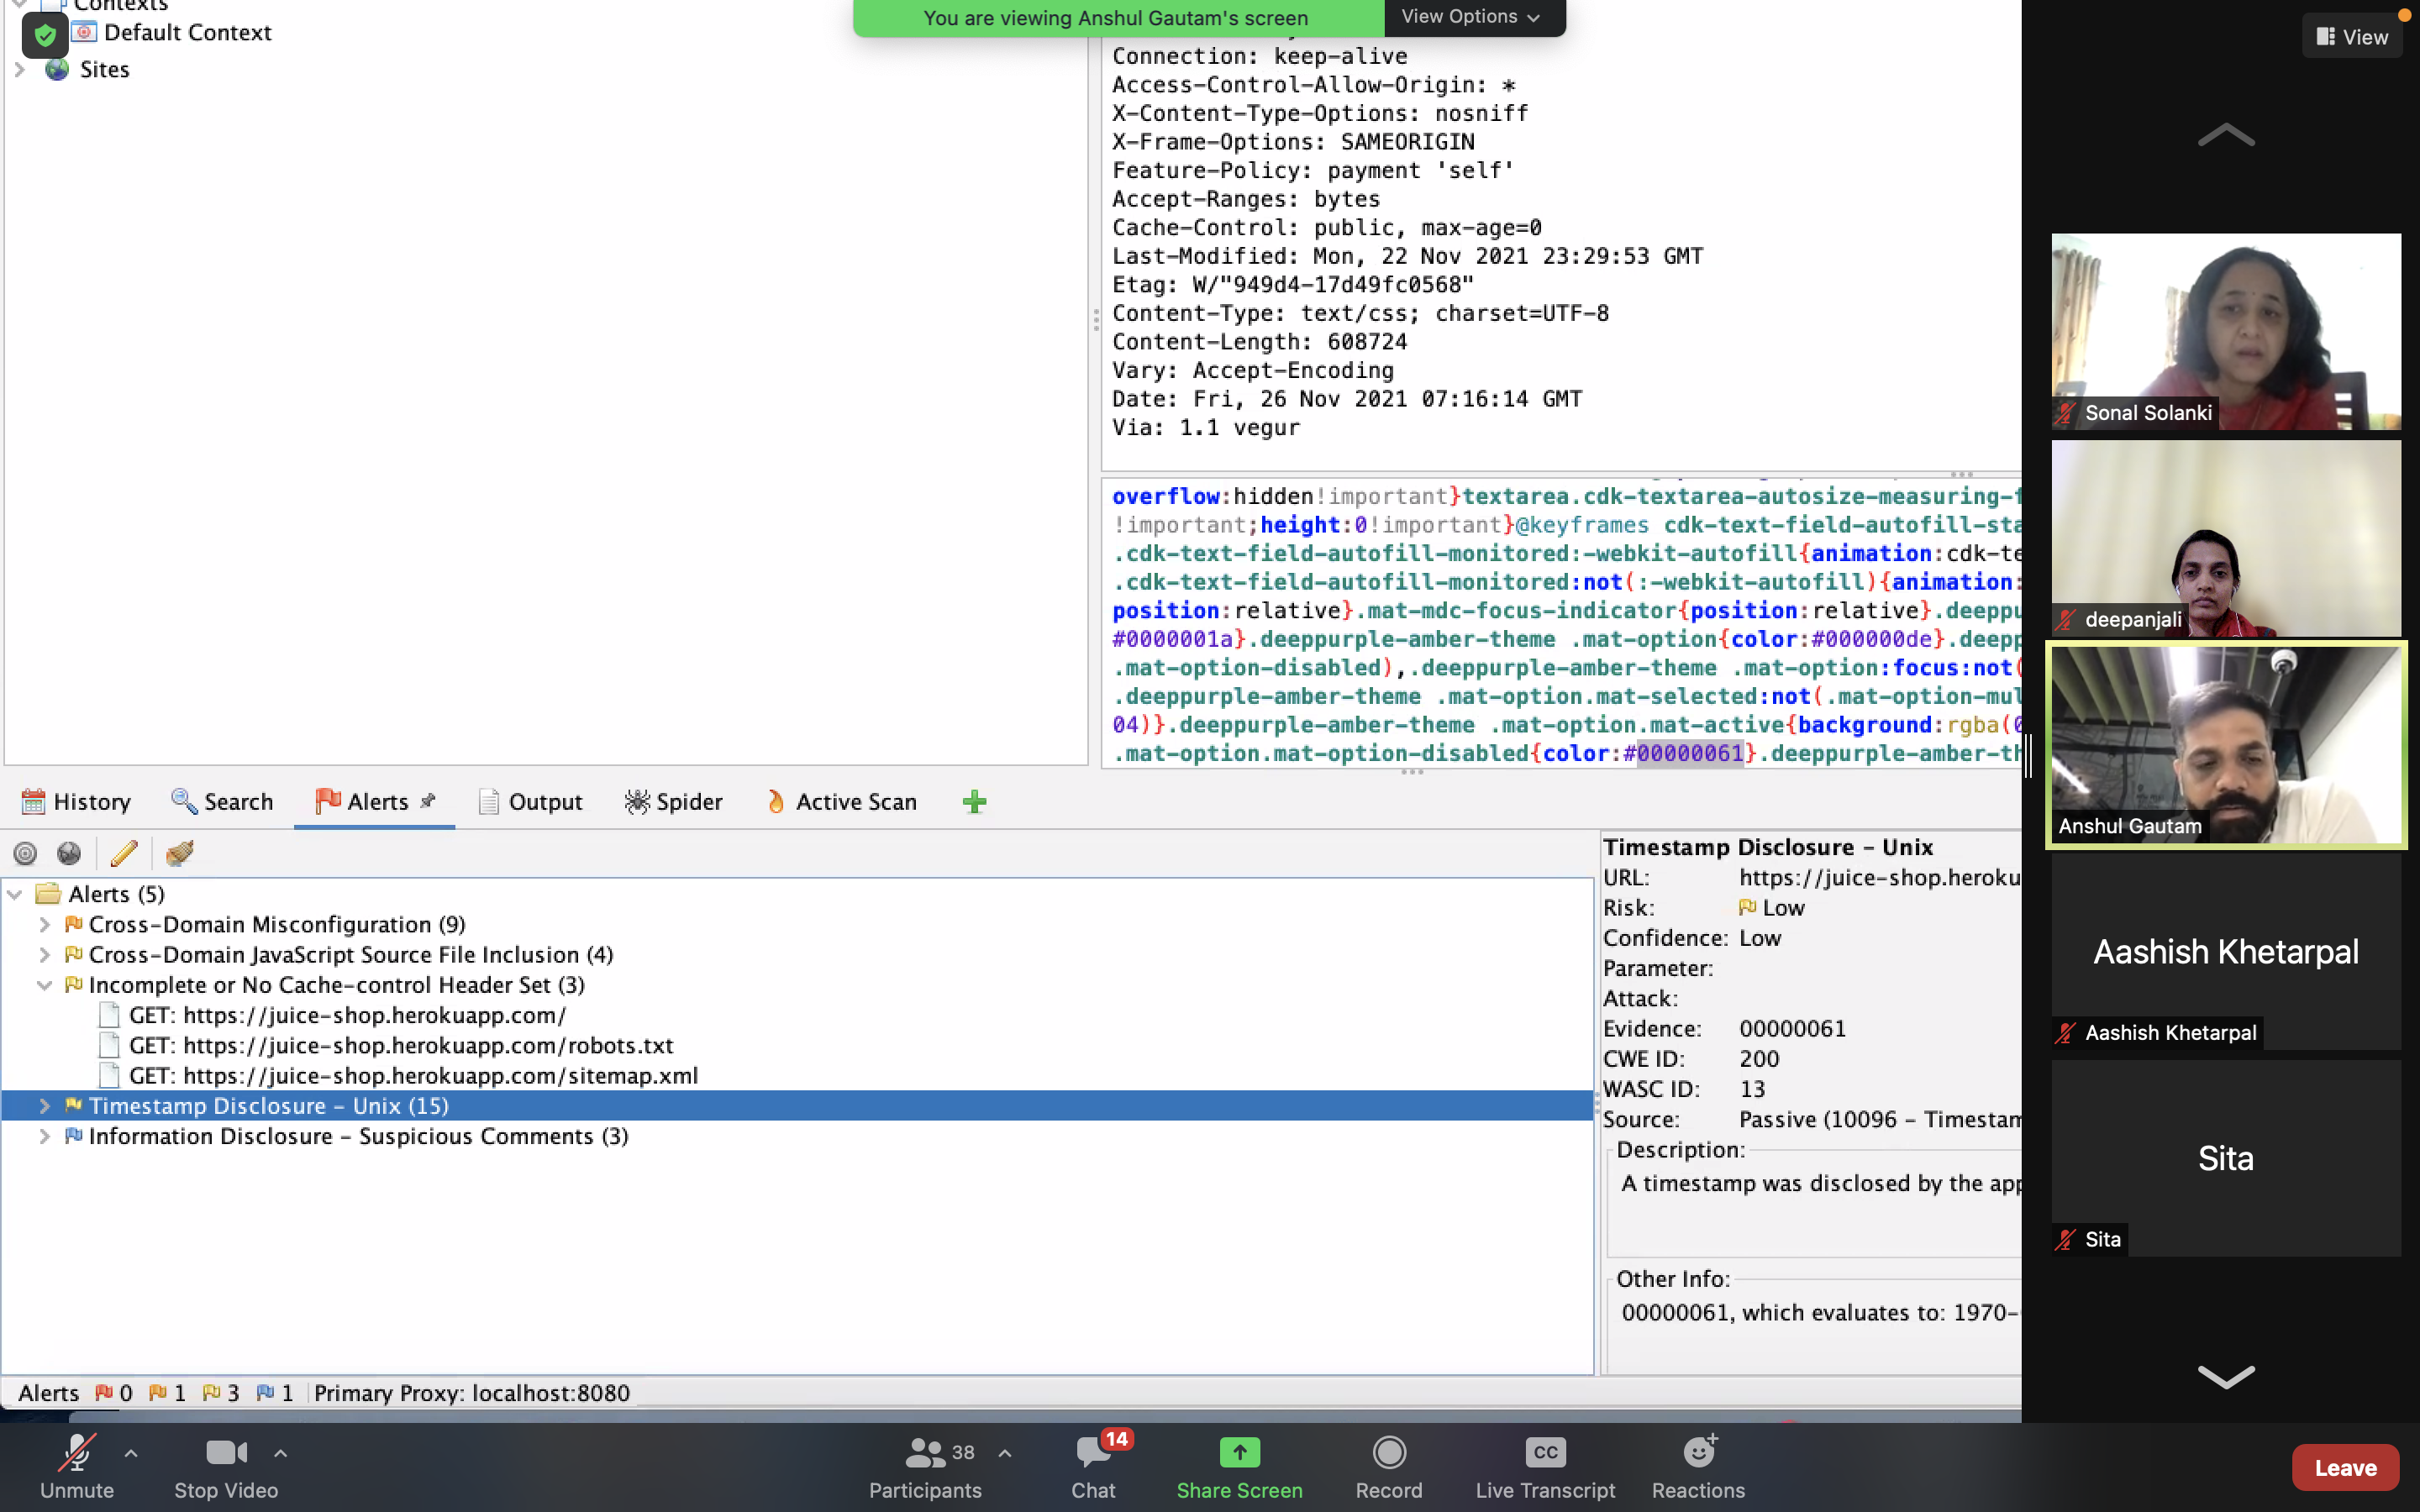 Contexts
You are viewing Anshul Gautam's screen
View Options
View
Default Context
Sites
Connection: keep-alive
Access-Control-Allow-Origin: *
X-Content-Type-Options: nosniff
X-Frame-Options: SAMEORIGIN
Feature-Policy: payment 'self'
Accept-Ranges: bytes
Cache-Control: public, max-age=0
Last-Modified: Mon, 22 Nov 2021 23:29:53 GMT
Etag: W/"949d4-17d49fc0568"
Content-Type: text/css; charset=UTF-8
Content-Length: 608724
Vary: Accept-Encoding
Date: Fri, 26 Nov 2021 07:16:14 GMT
Via: 1.1 vegur
overflow:hidden!important}textarea.cdk-textarea-autosize-measuring-f
!important;height:0!important}@keyframes cdk-text-field-autofill-sta
.cdk-text-field-autofill-monitored:-webkit-autofill{animation:cdk-te
.cdk-text-field-autofill-monitored:not(:-webkit-autofill){animation:
position:relative}.mat-mdc-focus-indicator{position:relative}.deeppu
#0000001a}.deeppurple-amber-theme .mat-option{color:#000000de}.deepp
.mat-option-disabled),.deeppurple-amber-theme .mat-option:focus:not(
.deeppurple-amber-theme .mat-option.mat-selected:not(.mat-option-mul
04)}.deeppurple-amber-theme .mat-option.mat-active{background:rgba(0
.mat-option.mat-option-disabled{color:#00000061}.deeppurple-amber-th
Sonal Solanki
deepanjali
Anshul Gautam
Aashish Khetarpal
Aashish Khetarpal
Sita
Sita
History
Search
Alerts
Output
Spider
Active Scan
Alerts (5)
Cross-Domain Misconfiguration (9)
Cross-Domain JavaScript Source File Inclusion (4)
Incomplete or No Cache-control Header Set (3)
GET: https://juice-shop.herokuapp.com/
GET: https://juice-shop.herokuapp.com/robots.txt
GET: https://juice-shop.herokuapp.com/sitemap.xml
Timestamp Disclosure - Unix (15)
Information Disclosure - Suspicious Comments (3)
Timestamp Disclosure - Unix
URL: https://juice-shop.heroku
Risk: Low
Confidence: Low
Parameter:
Attack:
Evidence: 00000061
CWE ID: 200
WASC ID: 13
Source: Passive (10096 - Timestam
Description:
A timestamp was disclosed by the app
Other Info:
00000061, which evaluates to: 1970-
Alerts 0 1 3 1 Primary Proxy: localhost:8080
Unmute
Stop Video
38
Participants
14
Chat
Share Screen
Record
CC
Live Transcript
Reactions
Leave